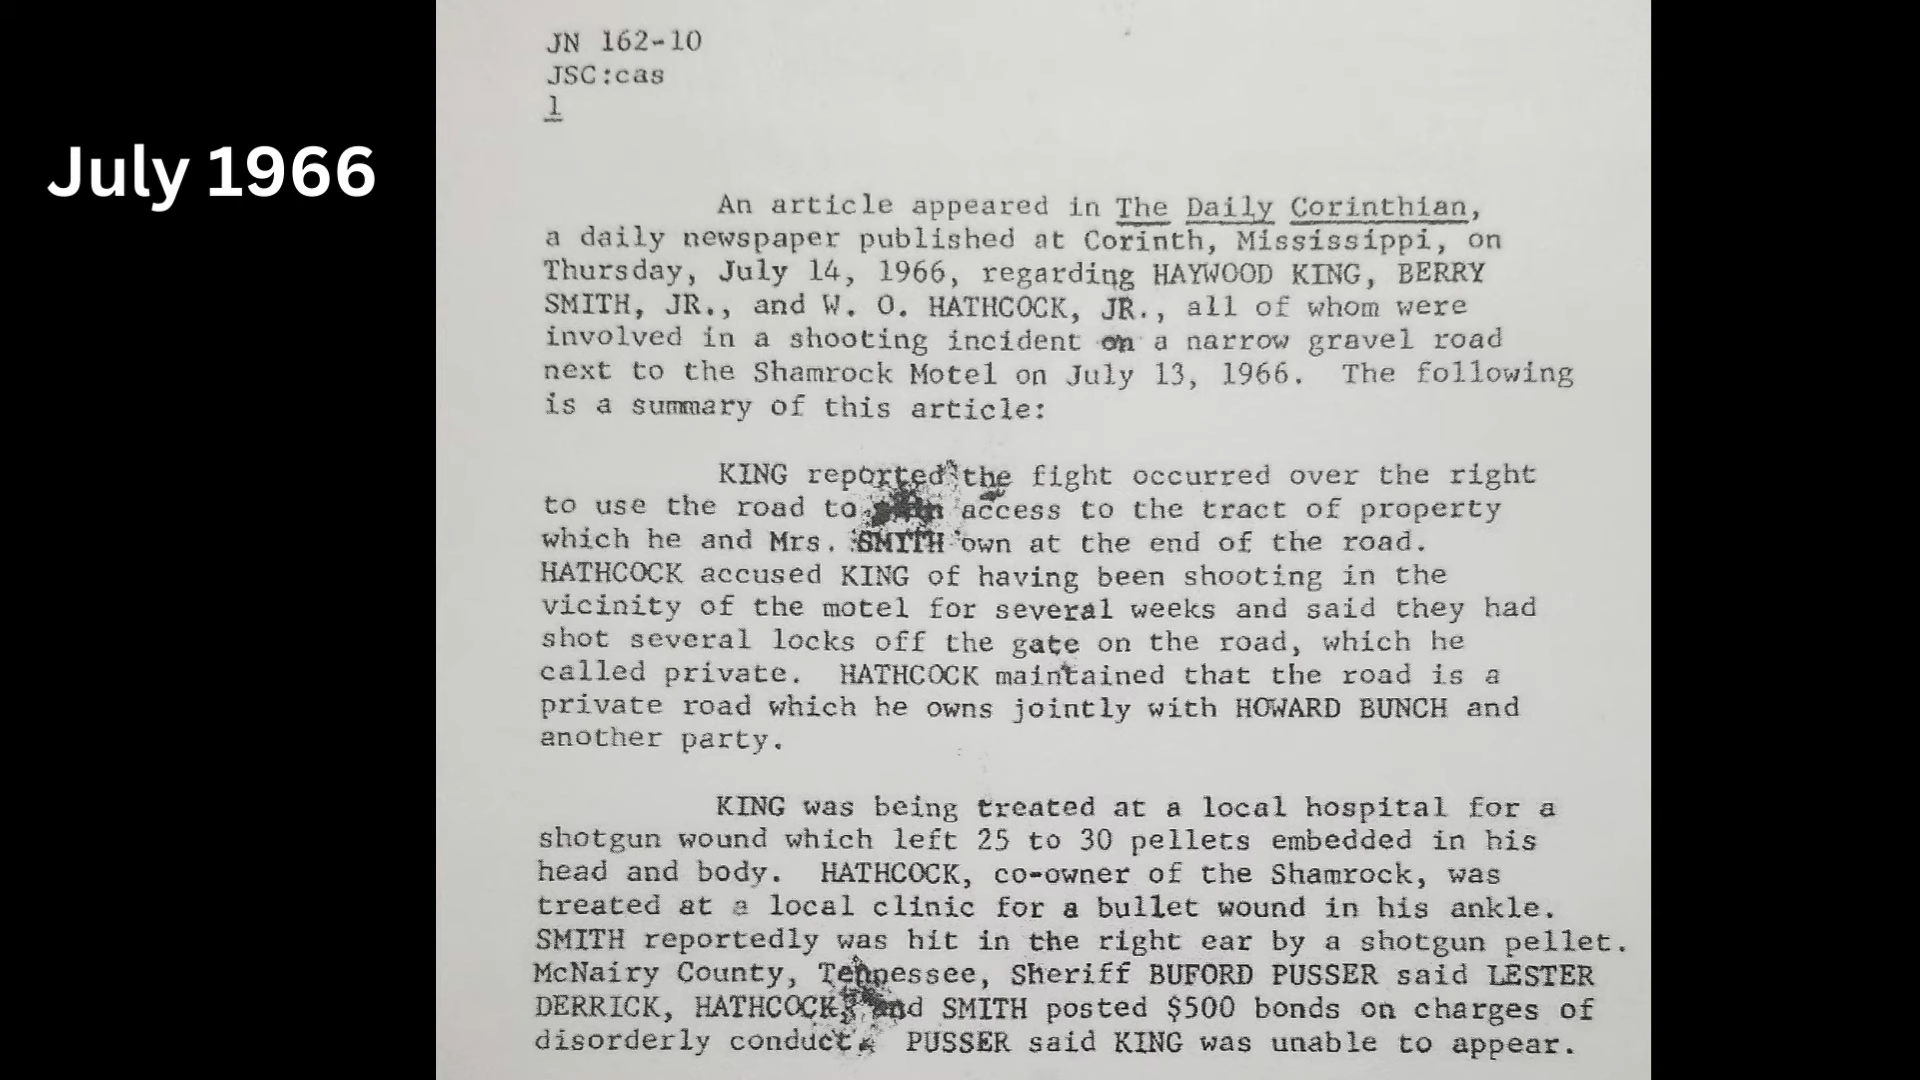 July 1966
JN 162-10
JSC:cas
1
An article appeared in The Daily Corinthian,
a daily newspaper published at Corinth, Mississippi, on
Thursday, July 14, 1966, regarding HAYWOOD KING, BERRY
SMITH, JR., and W. O. HATHCOCK, JR., all of whom were
involved in a shooting incident on a narrow gravel road
next to the Shamrock Motel on July 13, 1966. The following
is a summary of this article:
KING reported the fight occurred over the right
to use the road to access to the tract of property
which he and Mrs. SMITH own at the end of the road.
HATHCOCK accused KING of having been shooting in the
vicinity of the motel for several weeks and said they had
shot several locks off the gate on the road, which he
called private. HATHCOCK maintained that the road is a
private road which he owns jointly with HOWARD BUNCH and
another party.
KING was being treated at a local hospital for a
shotgun wound which left 25 to 30 pellets embedded in his
head and body. HATHCOCK, co-owner of the Shamrock, was
treated at a local clinic for a bullet wound in his ankle.
SMITH reportedly was hit in the right ear by a shotgun pellet.
McNairy County, Tennessee, Sheriff BUFORD PUSSER said LESTER
DERRICK, HATHCOCK, and SMITH posted $500 bonds on charges of
disorderly conduct. PUSSER said KING was unable to appear.